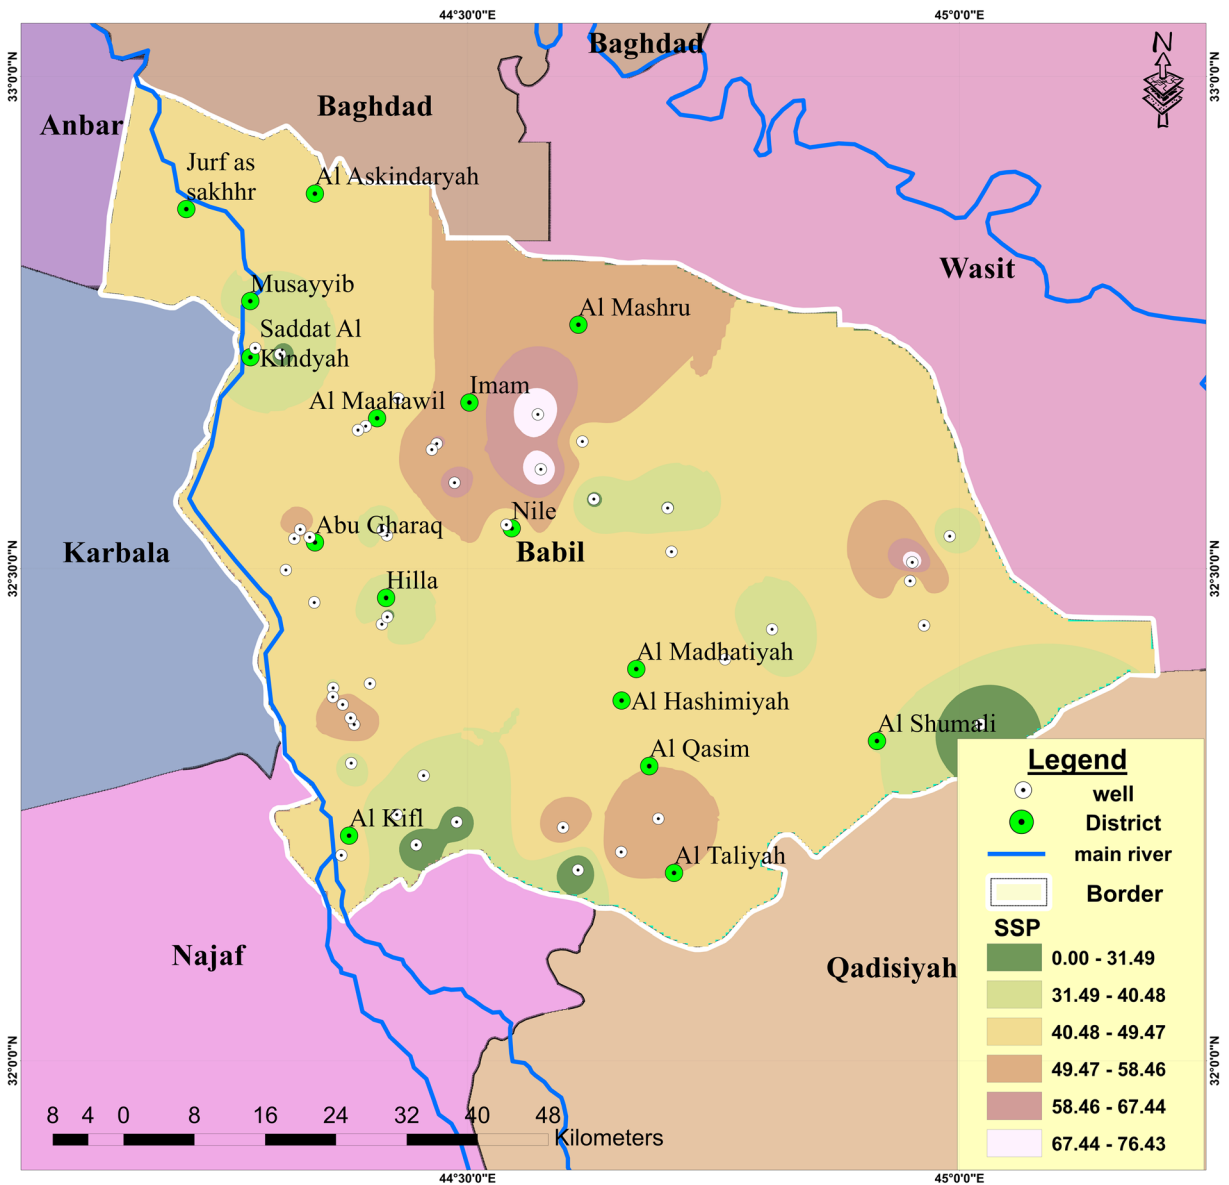 44°30'0"E
45°0'0"E
33°0'0"N
33°0'0"N
N
Baghdad
Baghdad
Anbar
Jurf as
sakhhr
Al Askindaryah
Wasit
Musayyib
Al Mashru
Saddat Al
Kindyah
Imam
Al Maahawil
Nile
Abu Gharaq
Karbala
Babil
32°30'0"N
32°30'0"N
Hilla
Al Madhatiyah
Al Hashimiyah
Al Shumali
Al Qasim
Al Kifl
Al Taliyah
Najaf
Qadisiyah
Legend
well
District
main river
Border
SSP
0.00 - 31.49
31.49 - 40.48
40.48 - 49.47
49.47 - 58.46
58.46 - 67.44
67.44 - 76.43
32°0'0"N
32°0'0"N
8 4 0 8 16 24 32 40 48
Kilometers
44°30'0"E
45°0'0"E